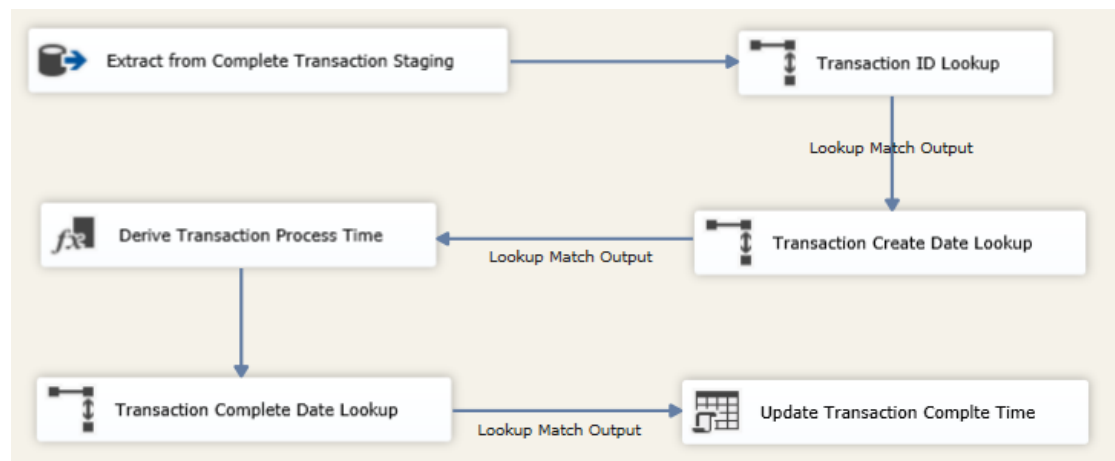 Extract from Complete Transaction Staging
Transaction ID Lookup
Lookup Match Output
Derive Transaction Process Time
Transaction Create Date Lookup
Lookup Match Output
Transaction Complete Date Lookup
Update Transaction Complte Time
Lookup Match Output